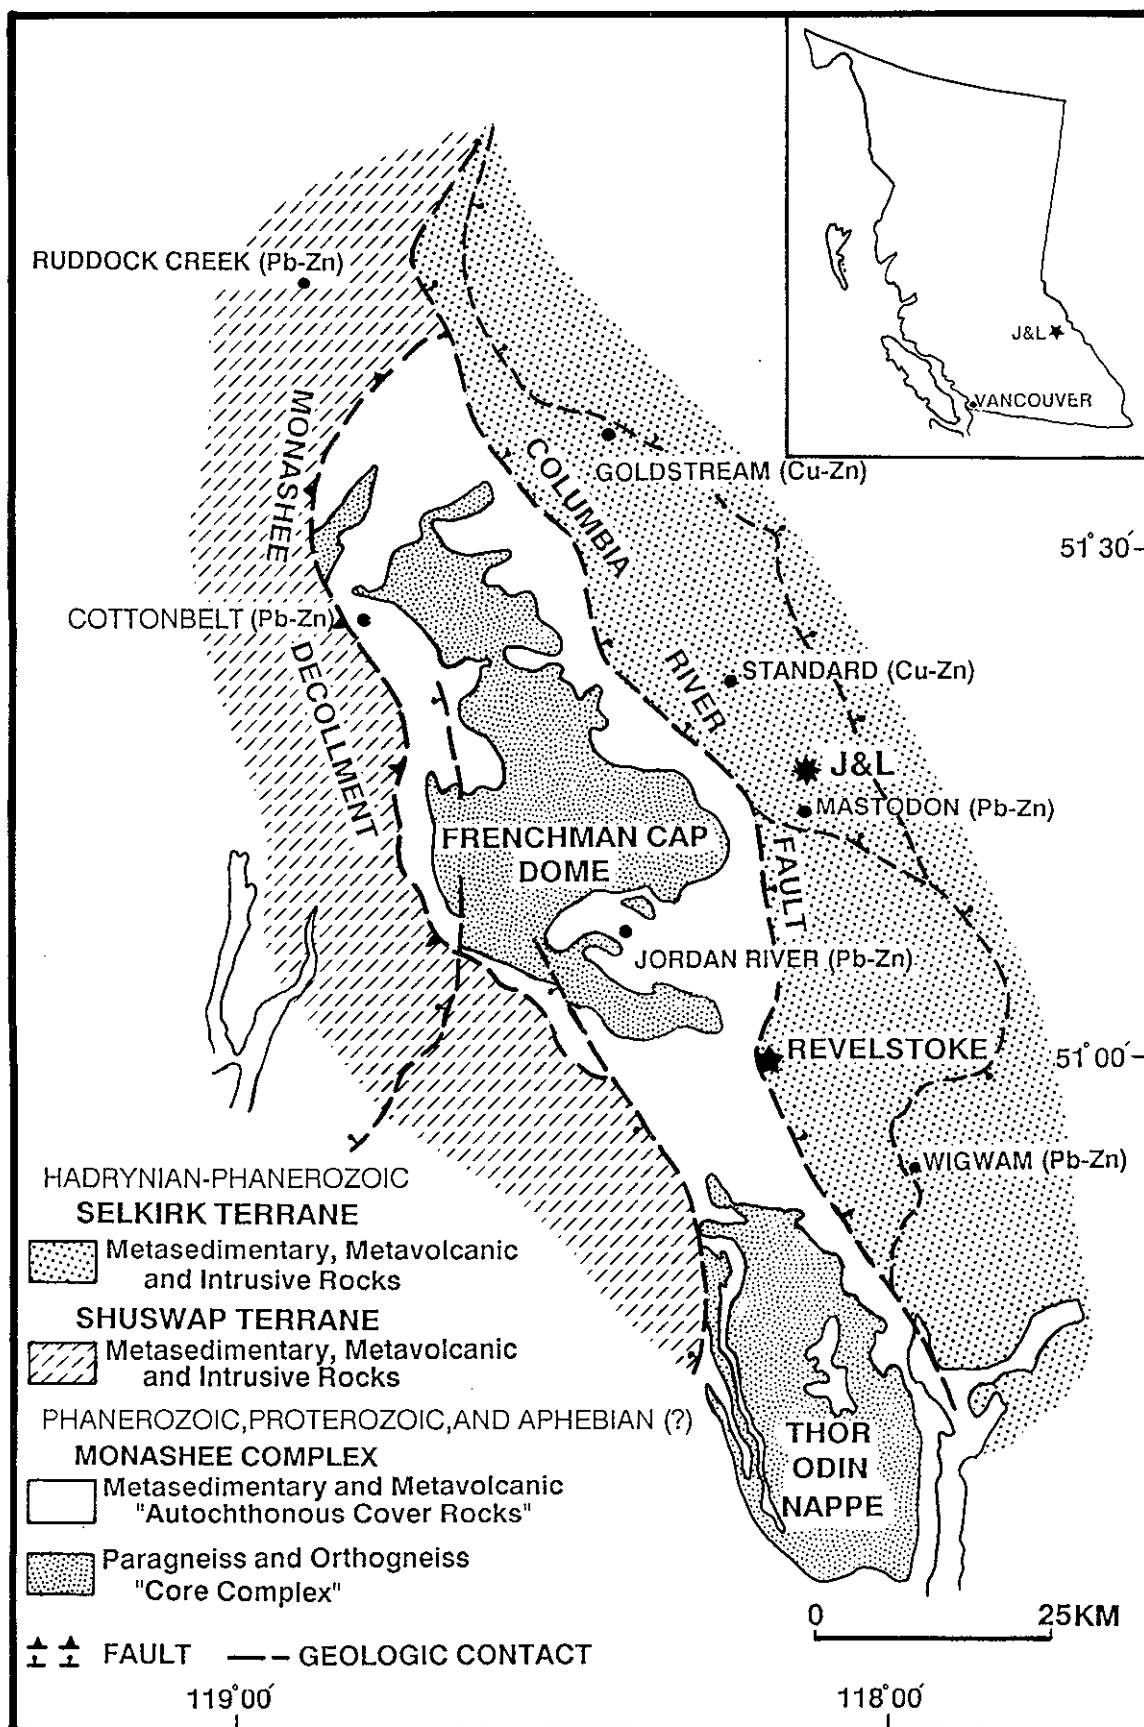 J&L
VANCOUVER
RUDDOCK CREEK (Pb-Zn)
MONASHEE
DECOLLMENT
COLUMBIA
RIVER
FAULT
GOLDSTREAM (Cu-Zn)
51°30′
COTTONBELT (Pb-Zn)
STANDARD (Cu-Zn)
J&L
MASTODON (Pb-Zn)
FRENCHMAN CAP
DOME
JORDAN RIVER (Pb-Zn)
REVELSTOKE
51°00′
WIGWAM (Pb-Zn)
THOR
ODIN
NAPPE
HADRYNIAN-PHANEROZOIC
SELKIRK TERRANE
Metasedimentary, Metavolcanic
and Intrusive Rocks
SHUSWAP TERRANE
Metasedimentary, Metavolcanic
and Intrusive Rocks
PHANEROZOIC,PROTEROZOIC,AND APHEBIAN (?)
MONASHEE COMPLEX
Metasedimentary and Metavolcanic
"Autochthonous Cover Rocks"
Paragneiss and Orthogneiss
"Core Complex"
FAULT
GEOLOGIC CONTACT
0 25KM
119°00′ 118°00′